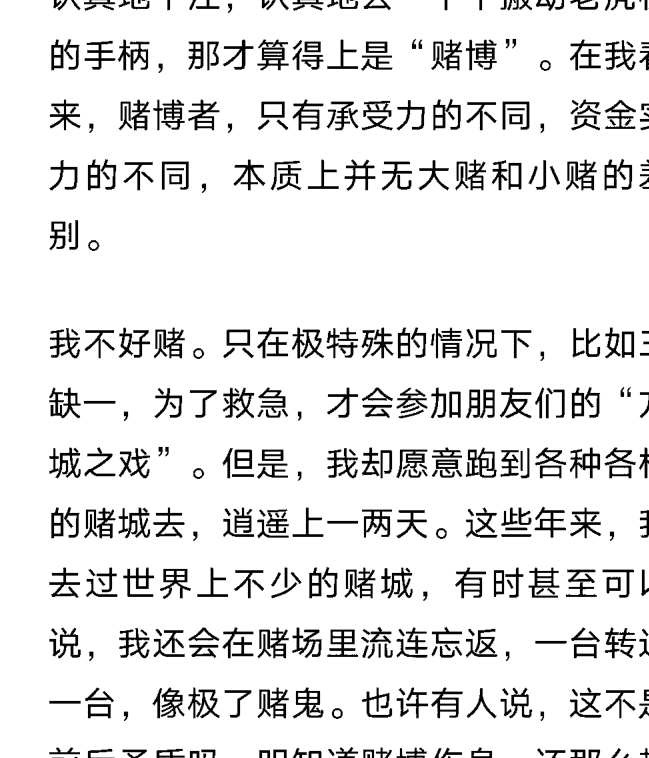 的手柄，那才算得上是“赌博”。在我
来，赌博者，只有承受力的不同，资金
力的不同，本质上并无大赌和小赌的
别。
我不好赌。只在极特殊的情况下，比如
缺一，为了救急，才会参加朋友们的“
城之戏”。但是，我却愿意跑到各种各
的赌城去，逍遥上一两天。这些年来，
去过世界上不少的赌城，有时甚至可
说，我还会在赌场里流连忘返，一台转
一台，像极了赌鬼。也许有人说，这不